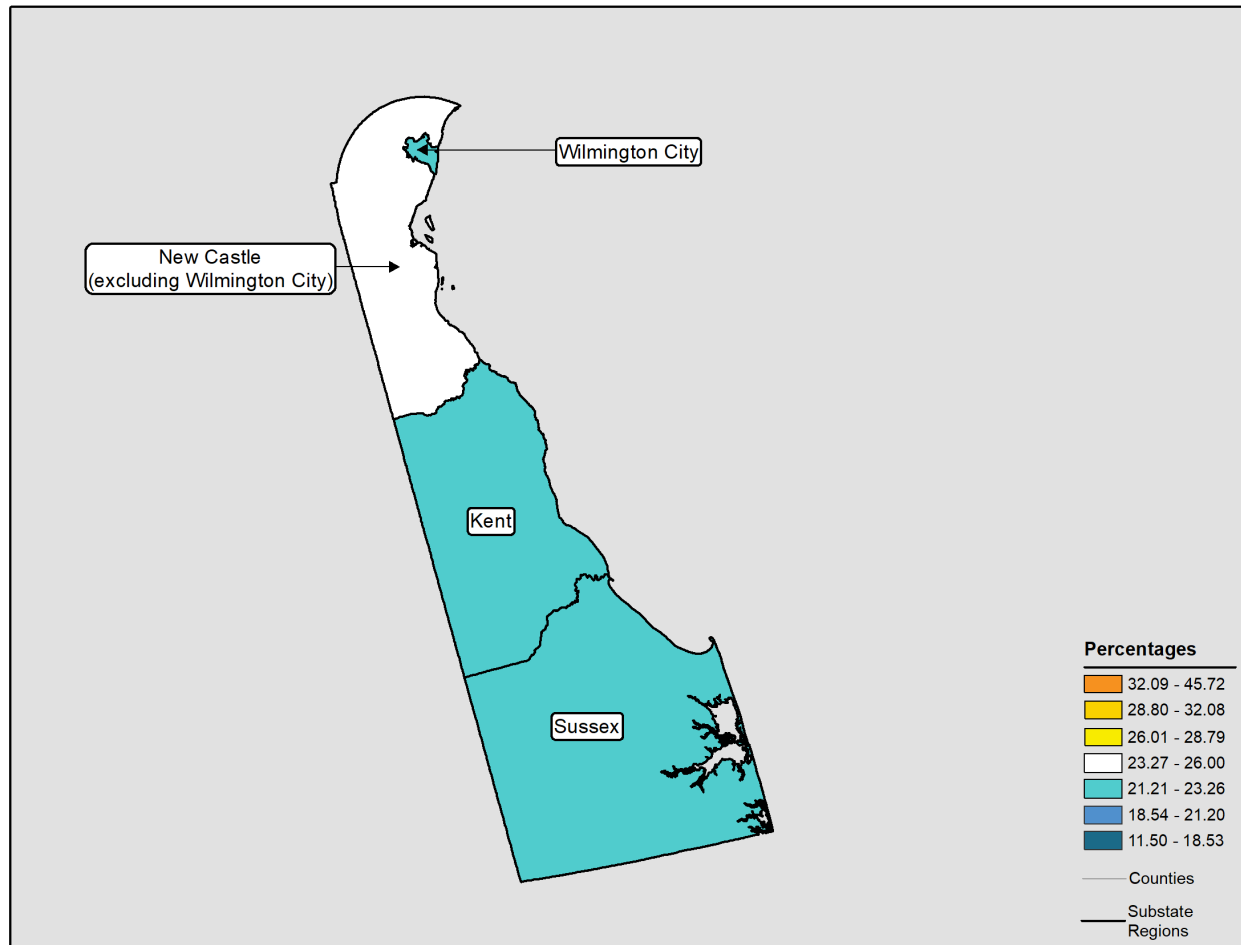 Wilmington City
New Castle
(excluding Wilmington City)
Kent
Sussex
Percentages
32.09 - 45.72
28.80 - 32.08
26.01 - 28.79
23.27 - 26.00
21.21 - 23.26
18.54 - 21.20
11.50 - 18.53
Counties
Substate
Regions